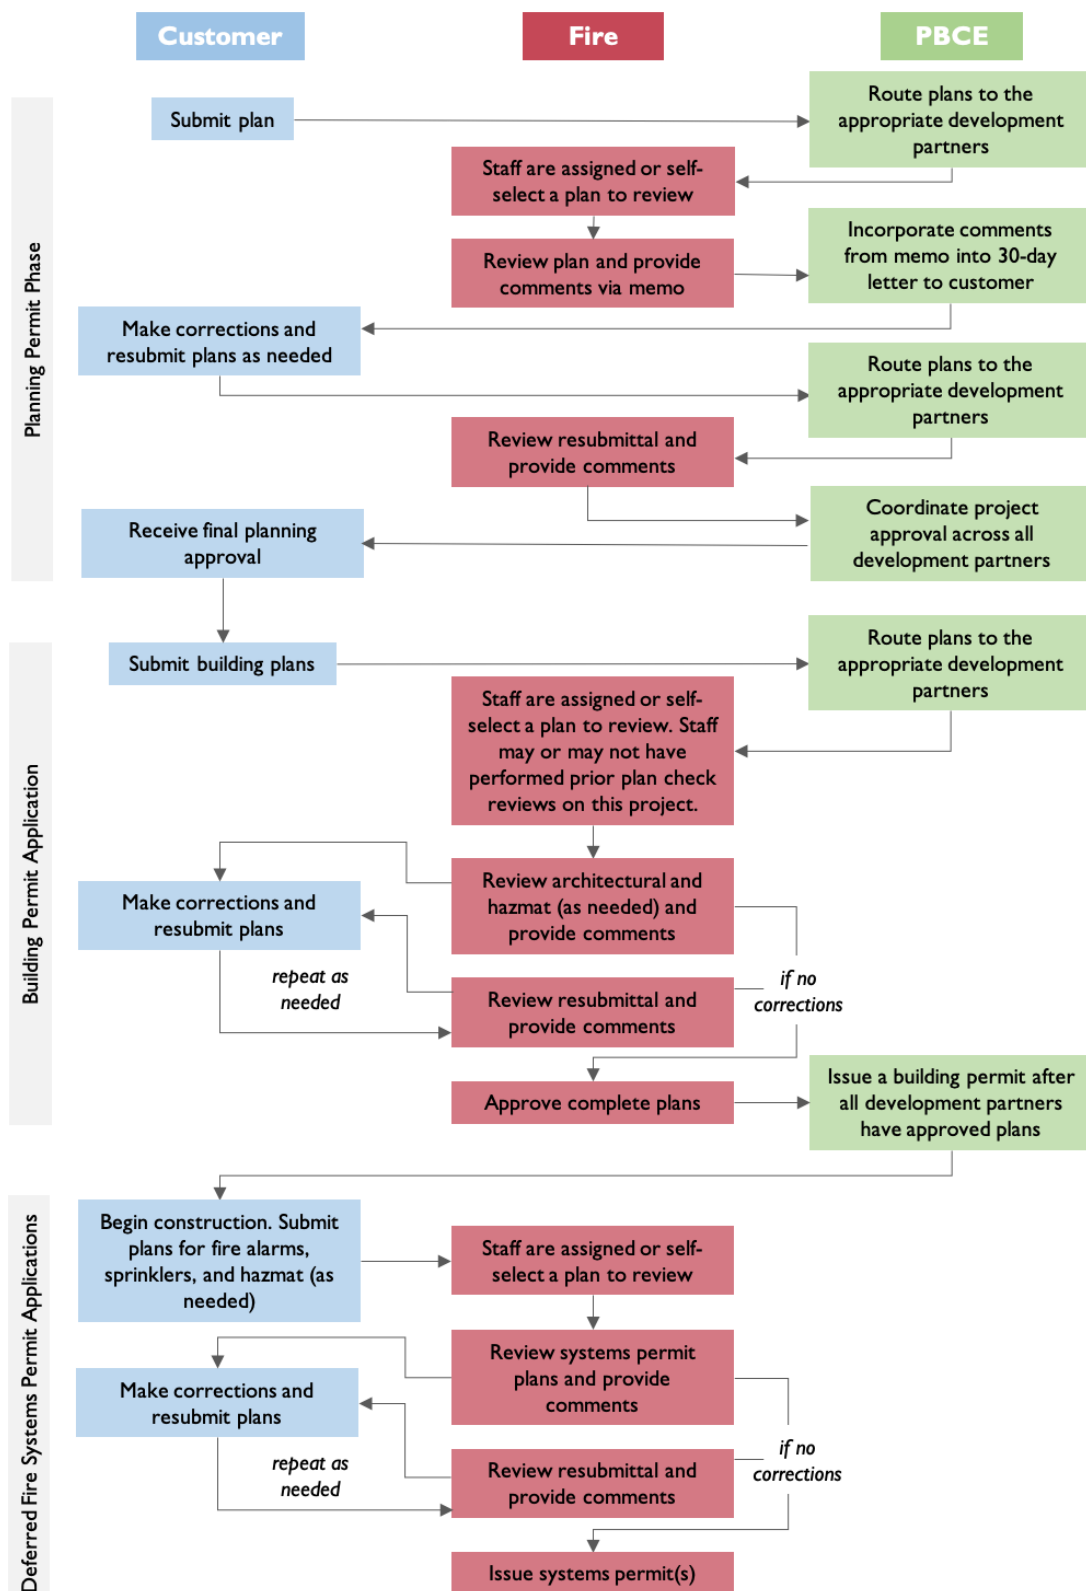 Customer
Fire
PBCE
Planning Permit Phase
Submit plan
Route plans to the
appropriate development
partners
Staff are assigned or self-
select a plan to review
Review plan and provide
comments via memo
Incorporate comments
from memo into 30-day
letter to customer
Make corrections and
resubmit plans as needed
Route plans to the
appropriate development
partners
Review resubmittal and
provide comments
Coordinate project
approval across all
development partners
Receive final planning
approval
Building Permit Application
Submit building plans
Route plans to the
appropriate development
partners
Staff are assigned or self-
select a plan to review. Staff
may or may not have
performed prior plan check
reviews on this project.
Review architectural and
hazmat (as needed) and
provide comments
Make corrections and
resubmit plans
repeat as
needed
Review resubmittal and
provide comments
if no
corrections
Approve complete plans
Issue a building permit after
all development partners
have approved plans
Deferred Fire Systems Permit Applications
Begin construction. Submit
plans for fire alarms,
sprinklers, and hazmat (as
needed)
Staff are assigned or self-
select a plan to review
Review systems permit
plans and provide
comments
Make corrections and
resubmit plans
repeat as
needed
Review resubmittal and
provide comments
if no
corrections
Issue systems permit(s)